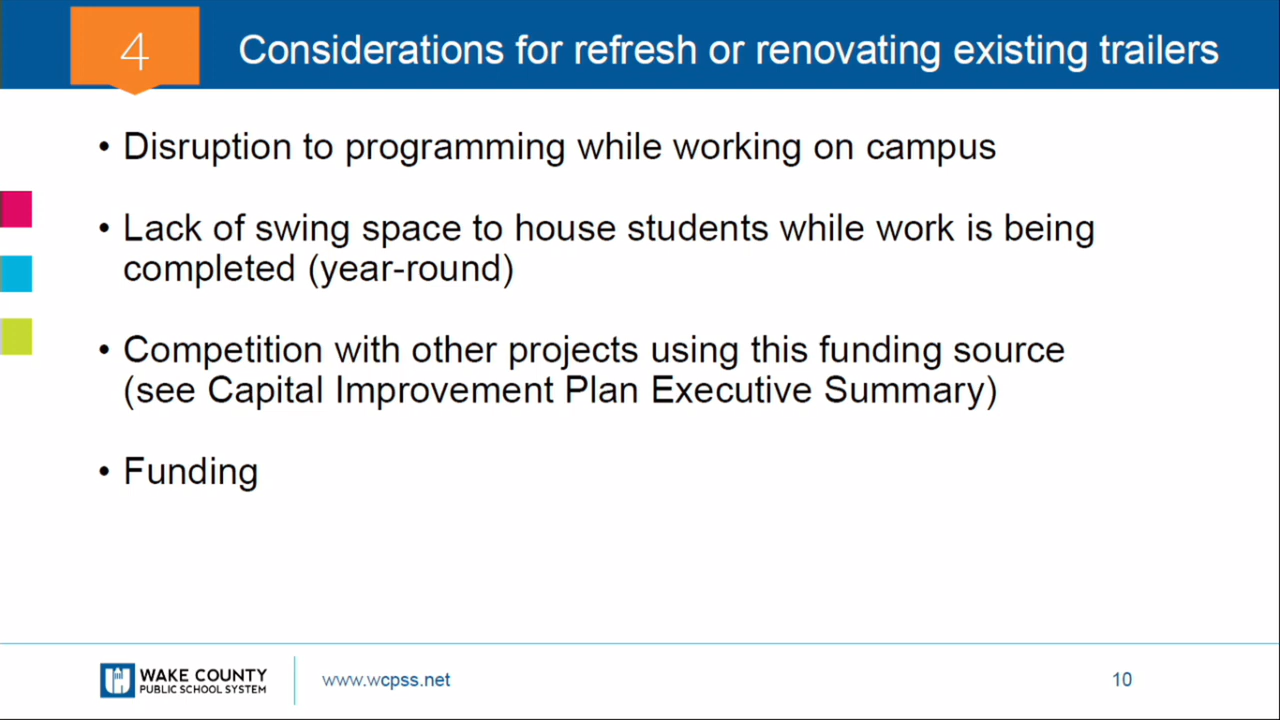 4
Considerations for refresh or renovating existing trailers
• Disruption to programming while working on campus
• Lack of swing space to house students while work is being
completed (year-round)
• Competition with other projects using this funding source
(see Capital Improvement Plan Executive Summary)
• Funding
WAKE COUNTY
PUBLIC SCHOOL SYSTEM
www.wcpss.net
10